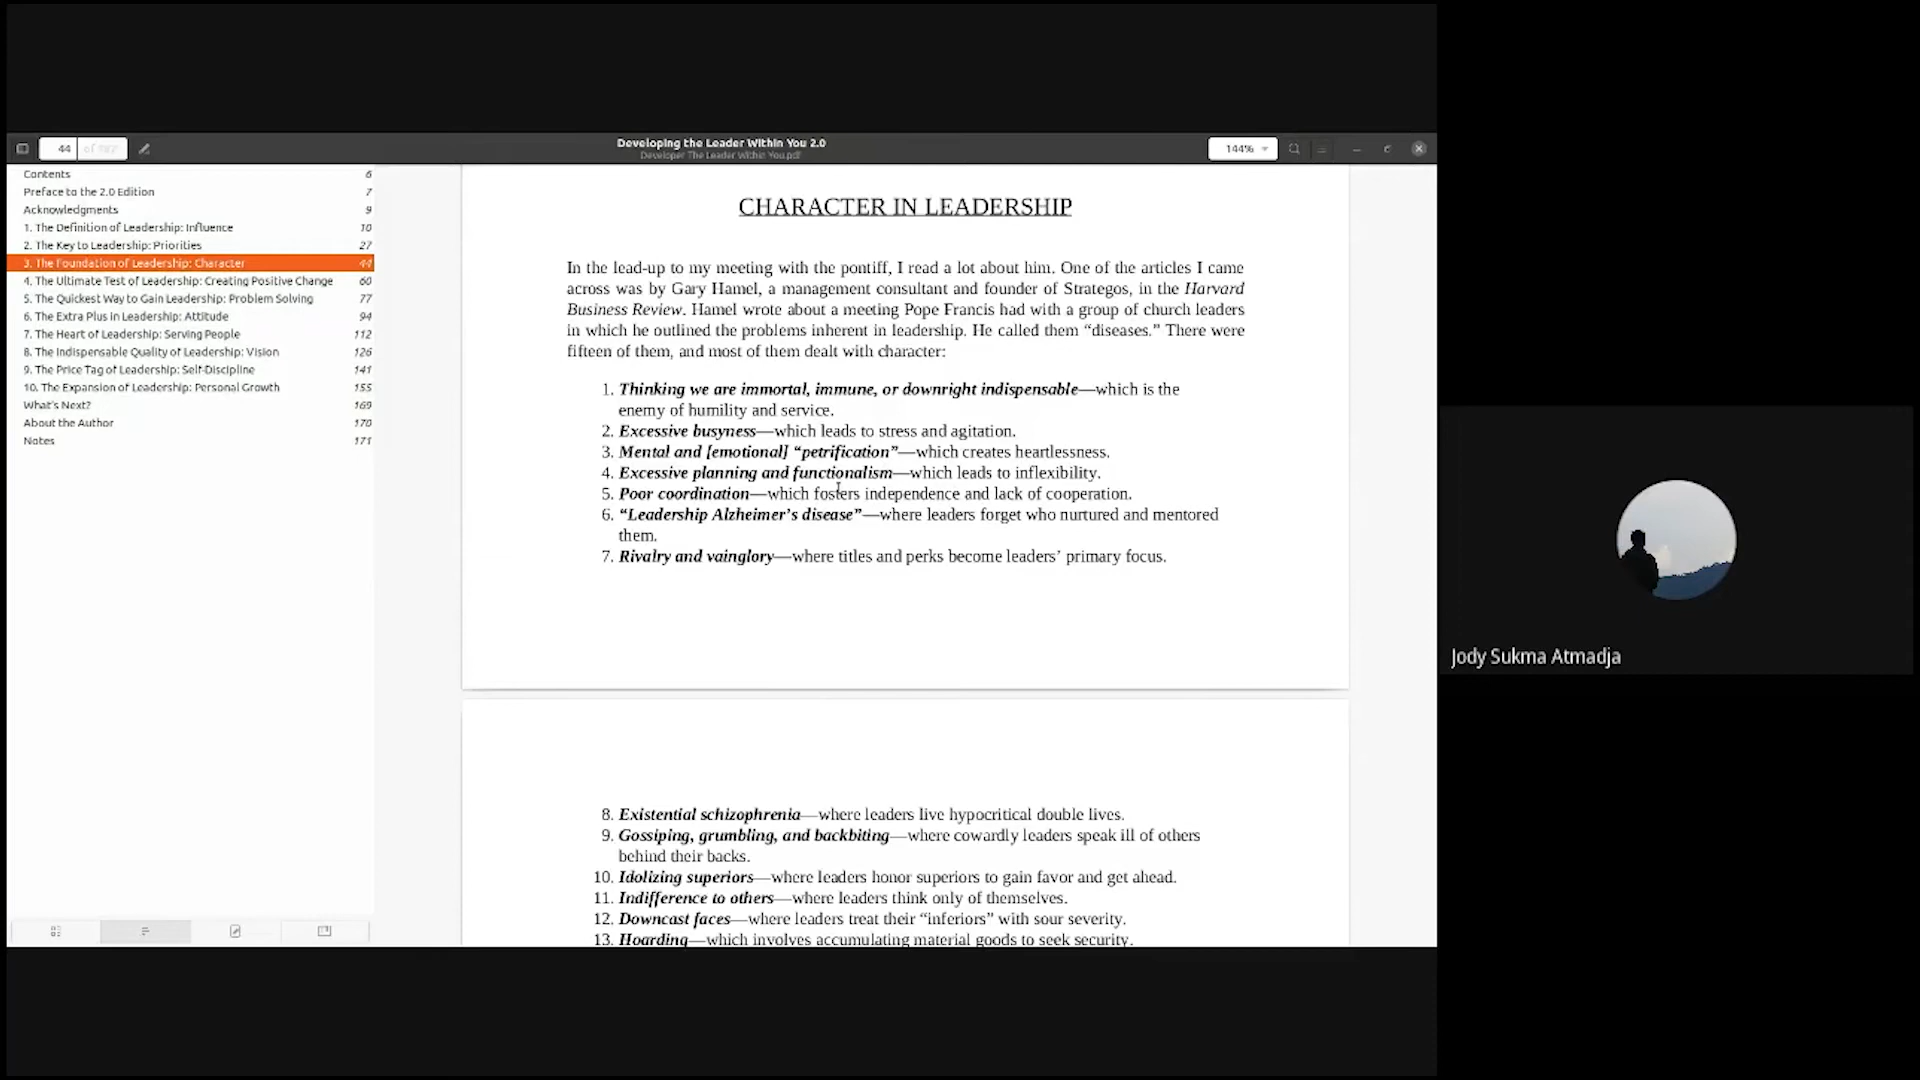 44
Developing the Leader Within You 2.0
Developer The Leader Within You.pdf
144%
Contents 6
Preface to the 2.0 Edition 7
Acknowledgments 9
1. The Definition of Leadership: Influence 10
2. The Key to Leadership: Priorities 27
3. The Foundation of Leadership: Character 44
4. The Ultimate Test of Leadership: Creating Positive Change 60
5. The Quickest Way to Gain Leadership: Problem Solving 77
6. The Extra Plus in Leadership: Attitude 94
7. The Heart of Leadership: Serving People 112
8. The Indispensable Quality of Leadership: Vision 126
9. The Price Tag of Leadership: Self-Discipline 141
10. The Expansion of Leadership: Personal Growth 155
What's Next? 169
About the Author 170
Notes 171
CHARACTER IN LEADERSHIP
In the lead-up to my meeting with the pontiff, I read a lot about him. One of the articles I came
across was by Gary Hamel, a management consultant and founder of Strategos, in the Harvard
Business Review. Hamel wrote about a meeting Pope Francis had with a group of church leaders
in which he outlined the problems inherent in leadership. He called them “diseases.” There were
fifteen of them, and most of them dealt with character:
1. Thinking we are immortal, immune, or downright indispensable—which is the
enemy of humility and service.
2. Excessive busyness—which leads to stress and agitation.
3. Mental and [emotional] “petrification”—which creates heartlessness.
4. Excessive planning and functionalism—which leads to inflexibility.
5. Poor coordination—which fosters independence and lack of cooperation.
6. “Leadership Alzheimer’s disease”—where leaders forget who nurtured and mentored
them.
7. Rivalry and vainglory—where titles and perks become leaders’ primary focus.
8. Existential schizophrenia—where leaders live hypocritical double lives.
9. Gossiping, grumbling, and backbiting—where cowardly leaders speak ill of others
behind their backs.
10. Idolizing superiors—where leaders honor superiors to gain favor and get ahead.
11. Indifference to others—where leaders think only of themselves.
12. Downcast faces—where leaders treat their “inferiors” with sour severity.
13. Hoarding—which involves accumulating material goods to seek security.
Jody Sukma Atmadja